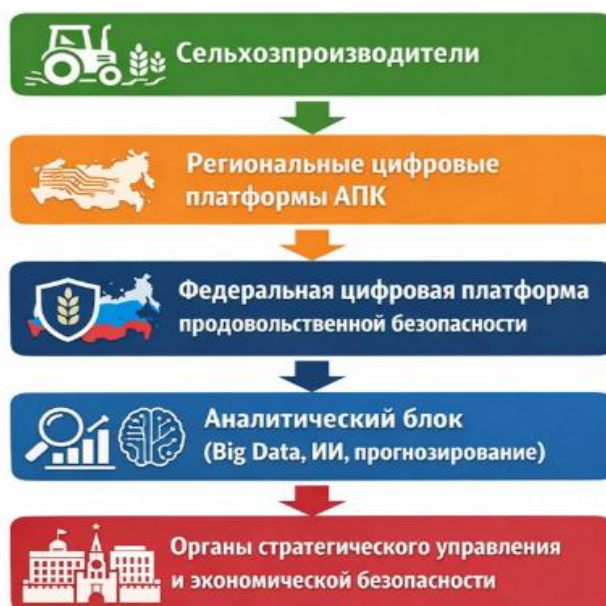 Сельхозпроизводители
Региональные цифровые
платформы АПК
Федеральная цифровая платформа
продовольственной безопасности
Аналитический блок
(Big Data, ИИ, прогнозирование)
Органы стратегического управления
и экономической безопасности